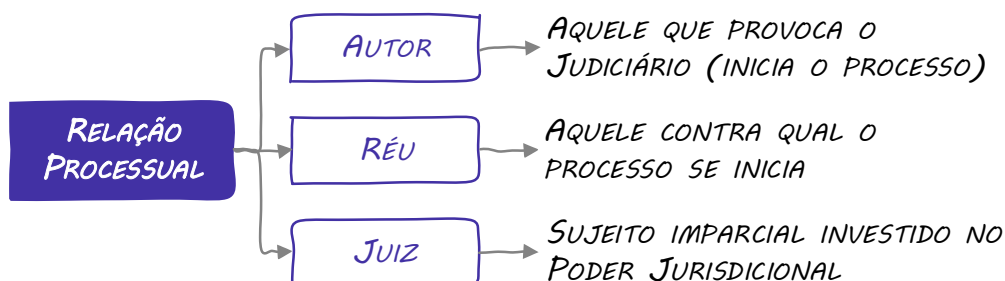 Relação
Processual
Autor
Aquele que provoca o
Judiciário (inicia o processo)
Réu
Aquele contra qual o
processo se inicia
Juiz
Sujeito imparcial investido no
Poder Jurisdicional